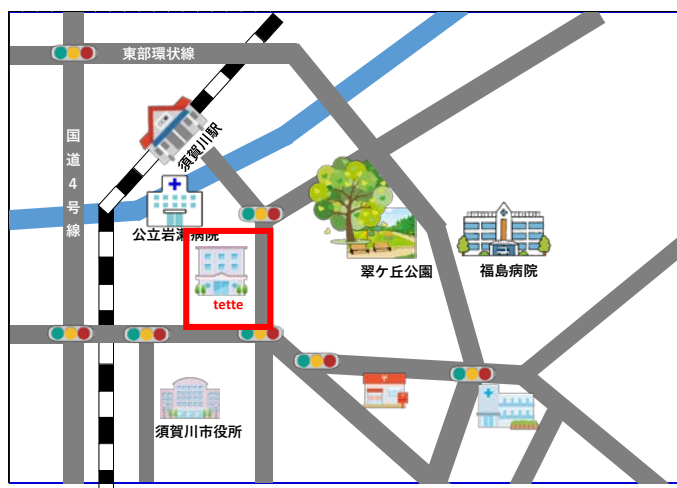 東部環状線
国道4号線
須賀川駅
公立岩瀬病院
翠ケ丘公園
福島病院
tette
須賀川市役所